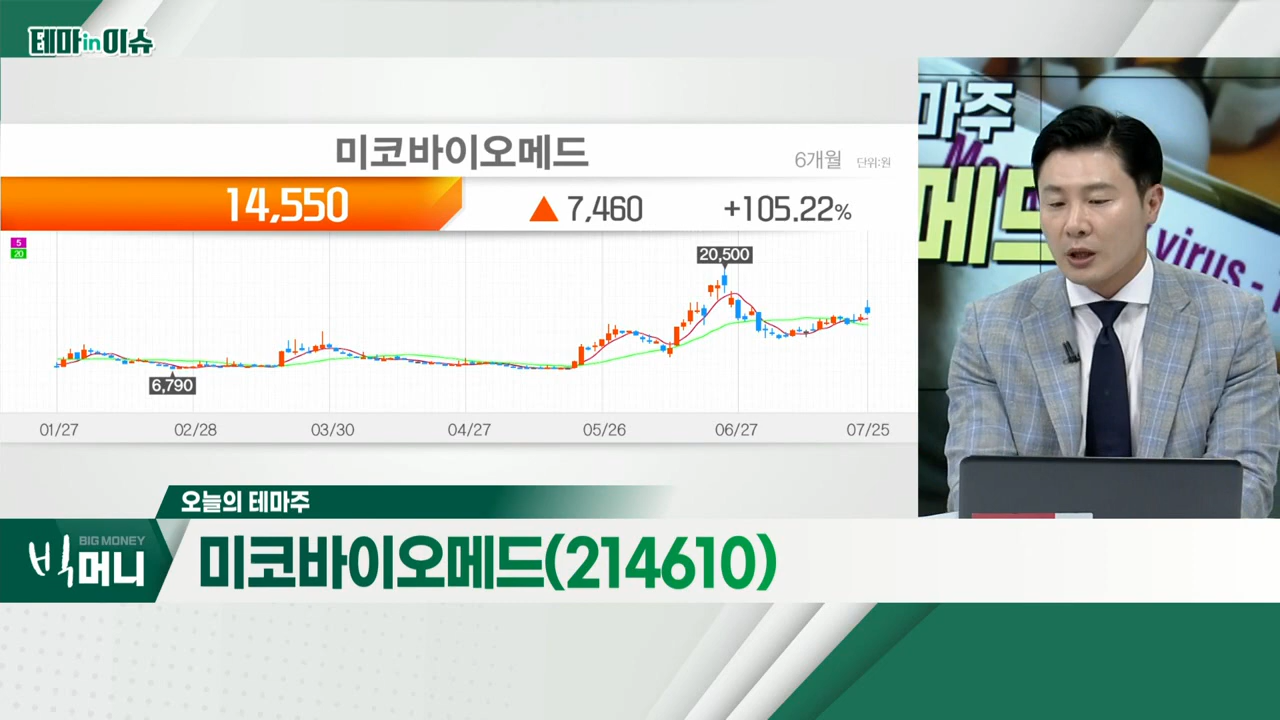 테마in이슈
미코바이오메드
6개월 단위:원
14,550 ▲ 7,460 +105.22%
5
20
20,500
6,790
01/27 02/28 03/30 04/27 05/26 06/27 07/25
마주
메드
virus -
오늘의 테마주
BIG MONEY
빅머니
미코바이오메드(214610)